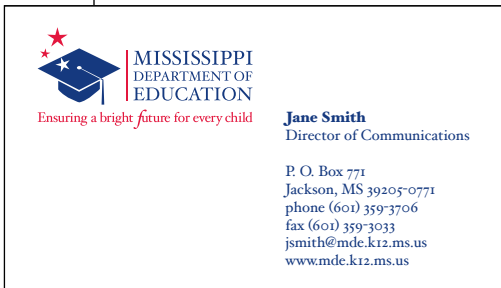 MISSISSIPPI
DEPARTMENT OF
EDUCATION
Ensuring a bright future for every child
Jane Smith
Director of Communications
P. O. Box 771
Jackson, MS 39205-0771
phone (601) 359-3706
fax (601) 359-3033
jsmith@mde.k12.ms.us
www.mde.k12.ms.us